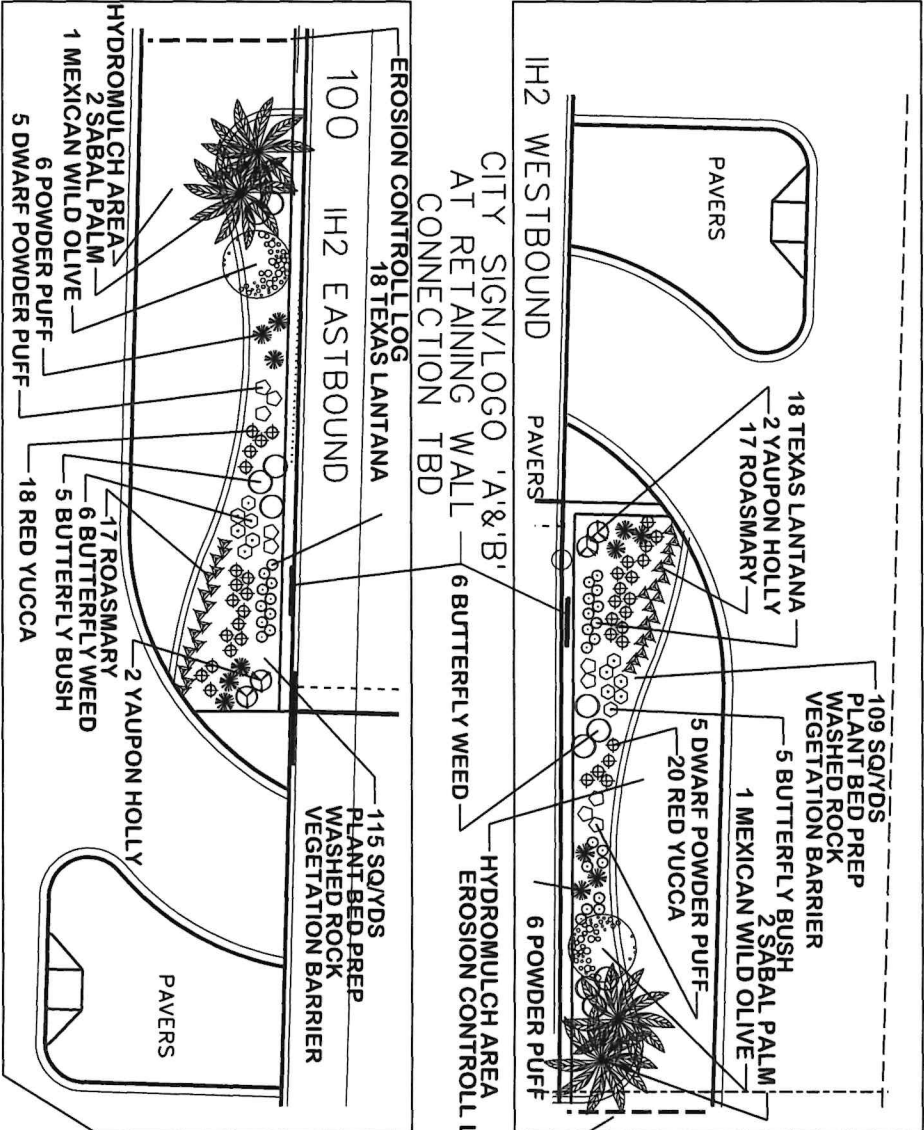 IH2 WESTBOUND
PAVERS
PAVERS
18 TEXAS LANTANA
2 YAUPON HOLLY
17 ROASMARY
109 SQ/YDS
PLANT BED PREP
WASHED ROCK
VEGETATION BARRIER
5 BUTTERFLY BUSH
2 SABAL PALM
1 MEXICAN WILD OLIVE
5 DWARF POWDER PUFF
20 RED YUCCA
6 POWDER PUFF
HYDROMULCH AREA
EROSION CONTROLL L
CITY SIGN/LOGO 'A'&'B'
AT RETAINING WALL
CONNECTION TBD
6 BUTTERFLY WEED
EROSION CONTROLL LOG
18 TEXAS LANTANA
100 IH2 EASTBOUND
HYDROMULCH AREA
2 SABAL PALM
1 MEXICAN WILD OLIVE
6 POWDER PUFF
5 DWARF POWDER PUFF
18 RED YUCCA
17 ROASMARY
6 BUTTERFLY WEED
5 BUTTERFLY BUSH
2 YAUPON HOLLY
115 SQ/YDS
PLANT BED PREP
WASHED ROCK
VEGETATION BARRIER
PAVERS